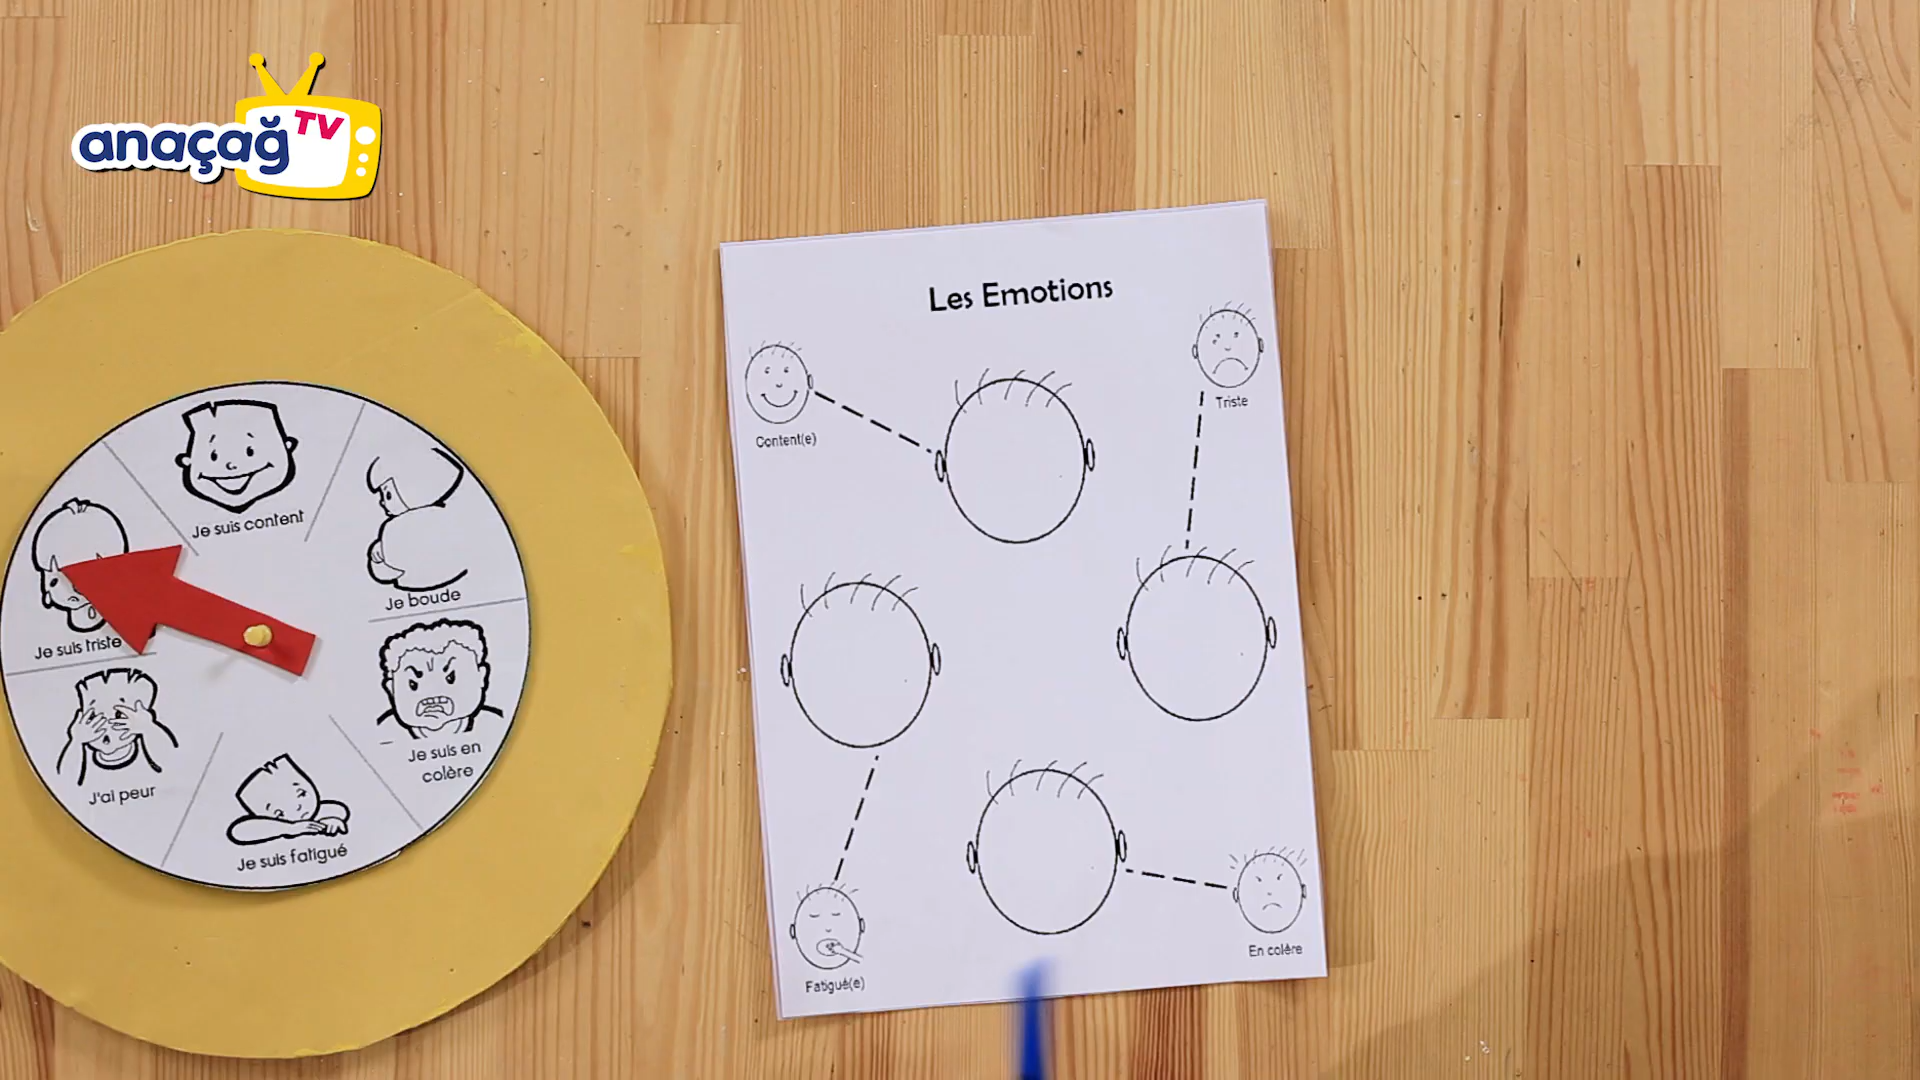 anaçağ TV
Je suis content
Je boude
Je suis en
colère
Je suis fatigué
J'ai peur
Je suis triste
Les Emotions
Content(e)
Triste
Fatigué(e)
En colère